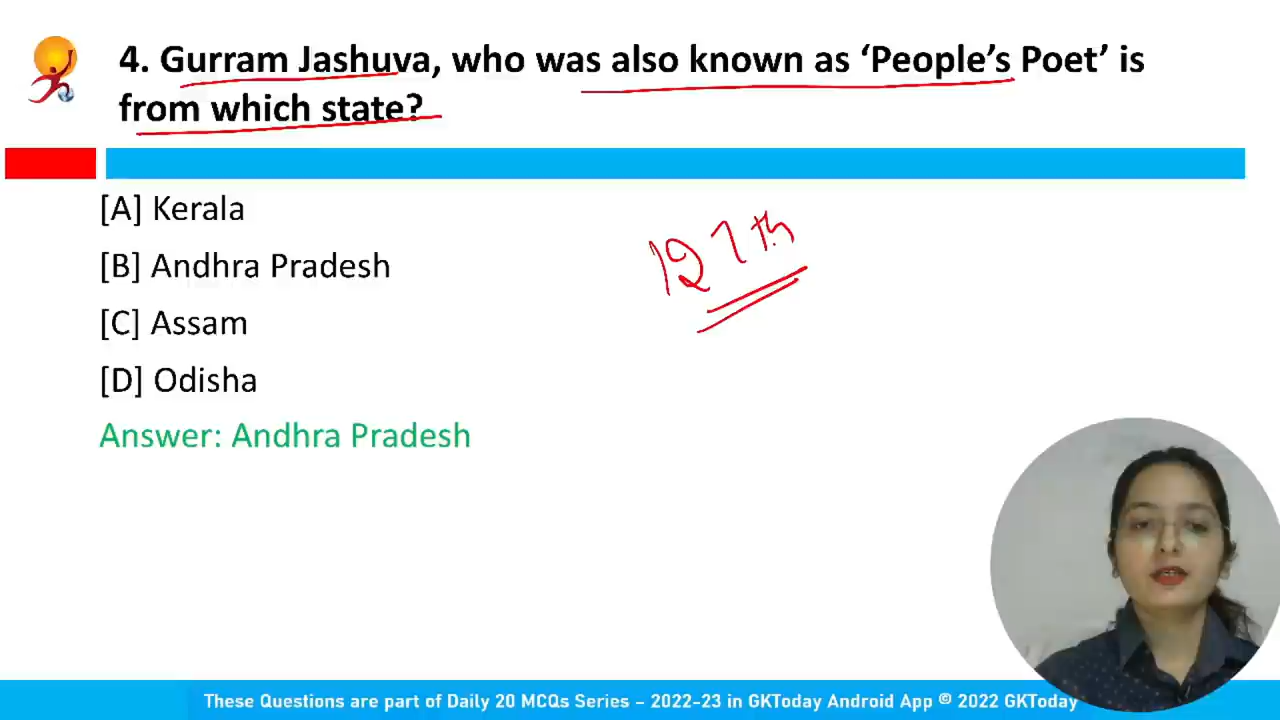 4. Gurram Jashuva, who was also known as ‘People’s Poet’ is
from which state?
[A] Kerala
[B] Andhra Pradesh
[C] Assam
[D] Odisha
Answer: Andhra Pradesh
127th
These Questions are part of Daily 20 MCQs Series – 2022-23 in GKToday Android App © 2022 GKToday